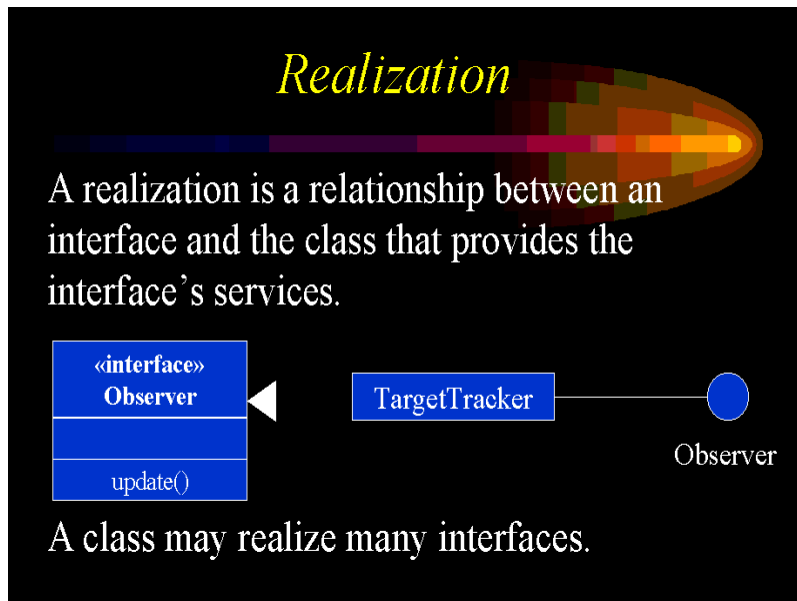 Realization
A realization is a relationship between an
interface and the class that provides the
interface’s services.
«interface»
Observer
update()
TargetTracker
Observer
A class may realize many interfaces.